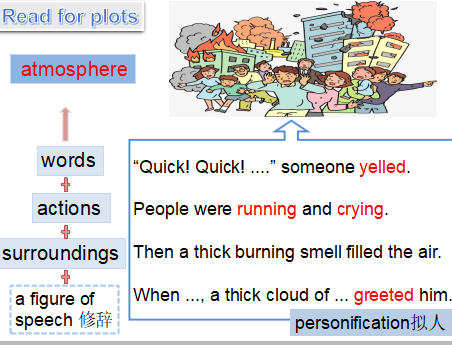 Read for plots
atmosphere
words
actions
surroundings
a figure of
speech 修辞
“Quick! Quick! ....” someone yelled.
People were running and crying.
Then a thick burning smell filled the air.
When ..., a thick cloud of ... greeted him.
personification拟人